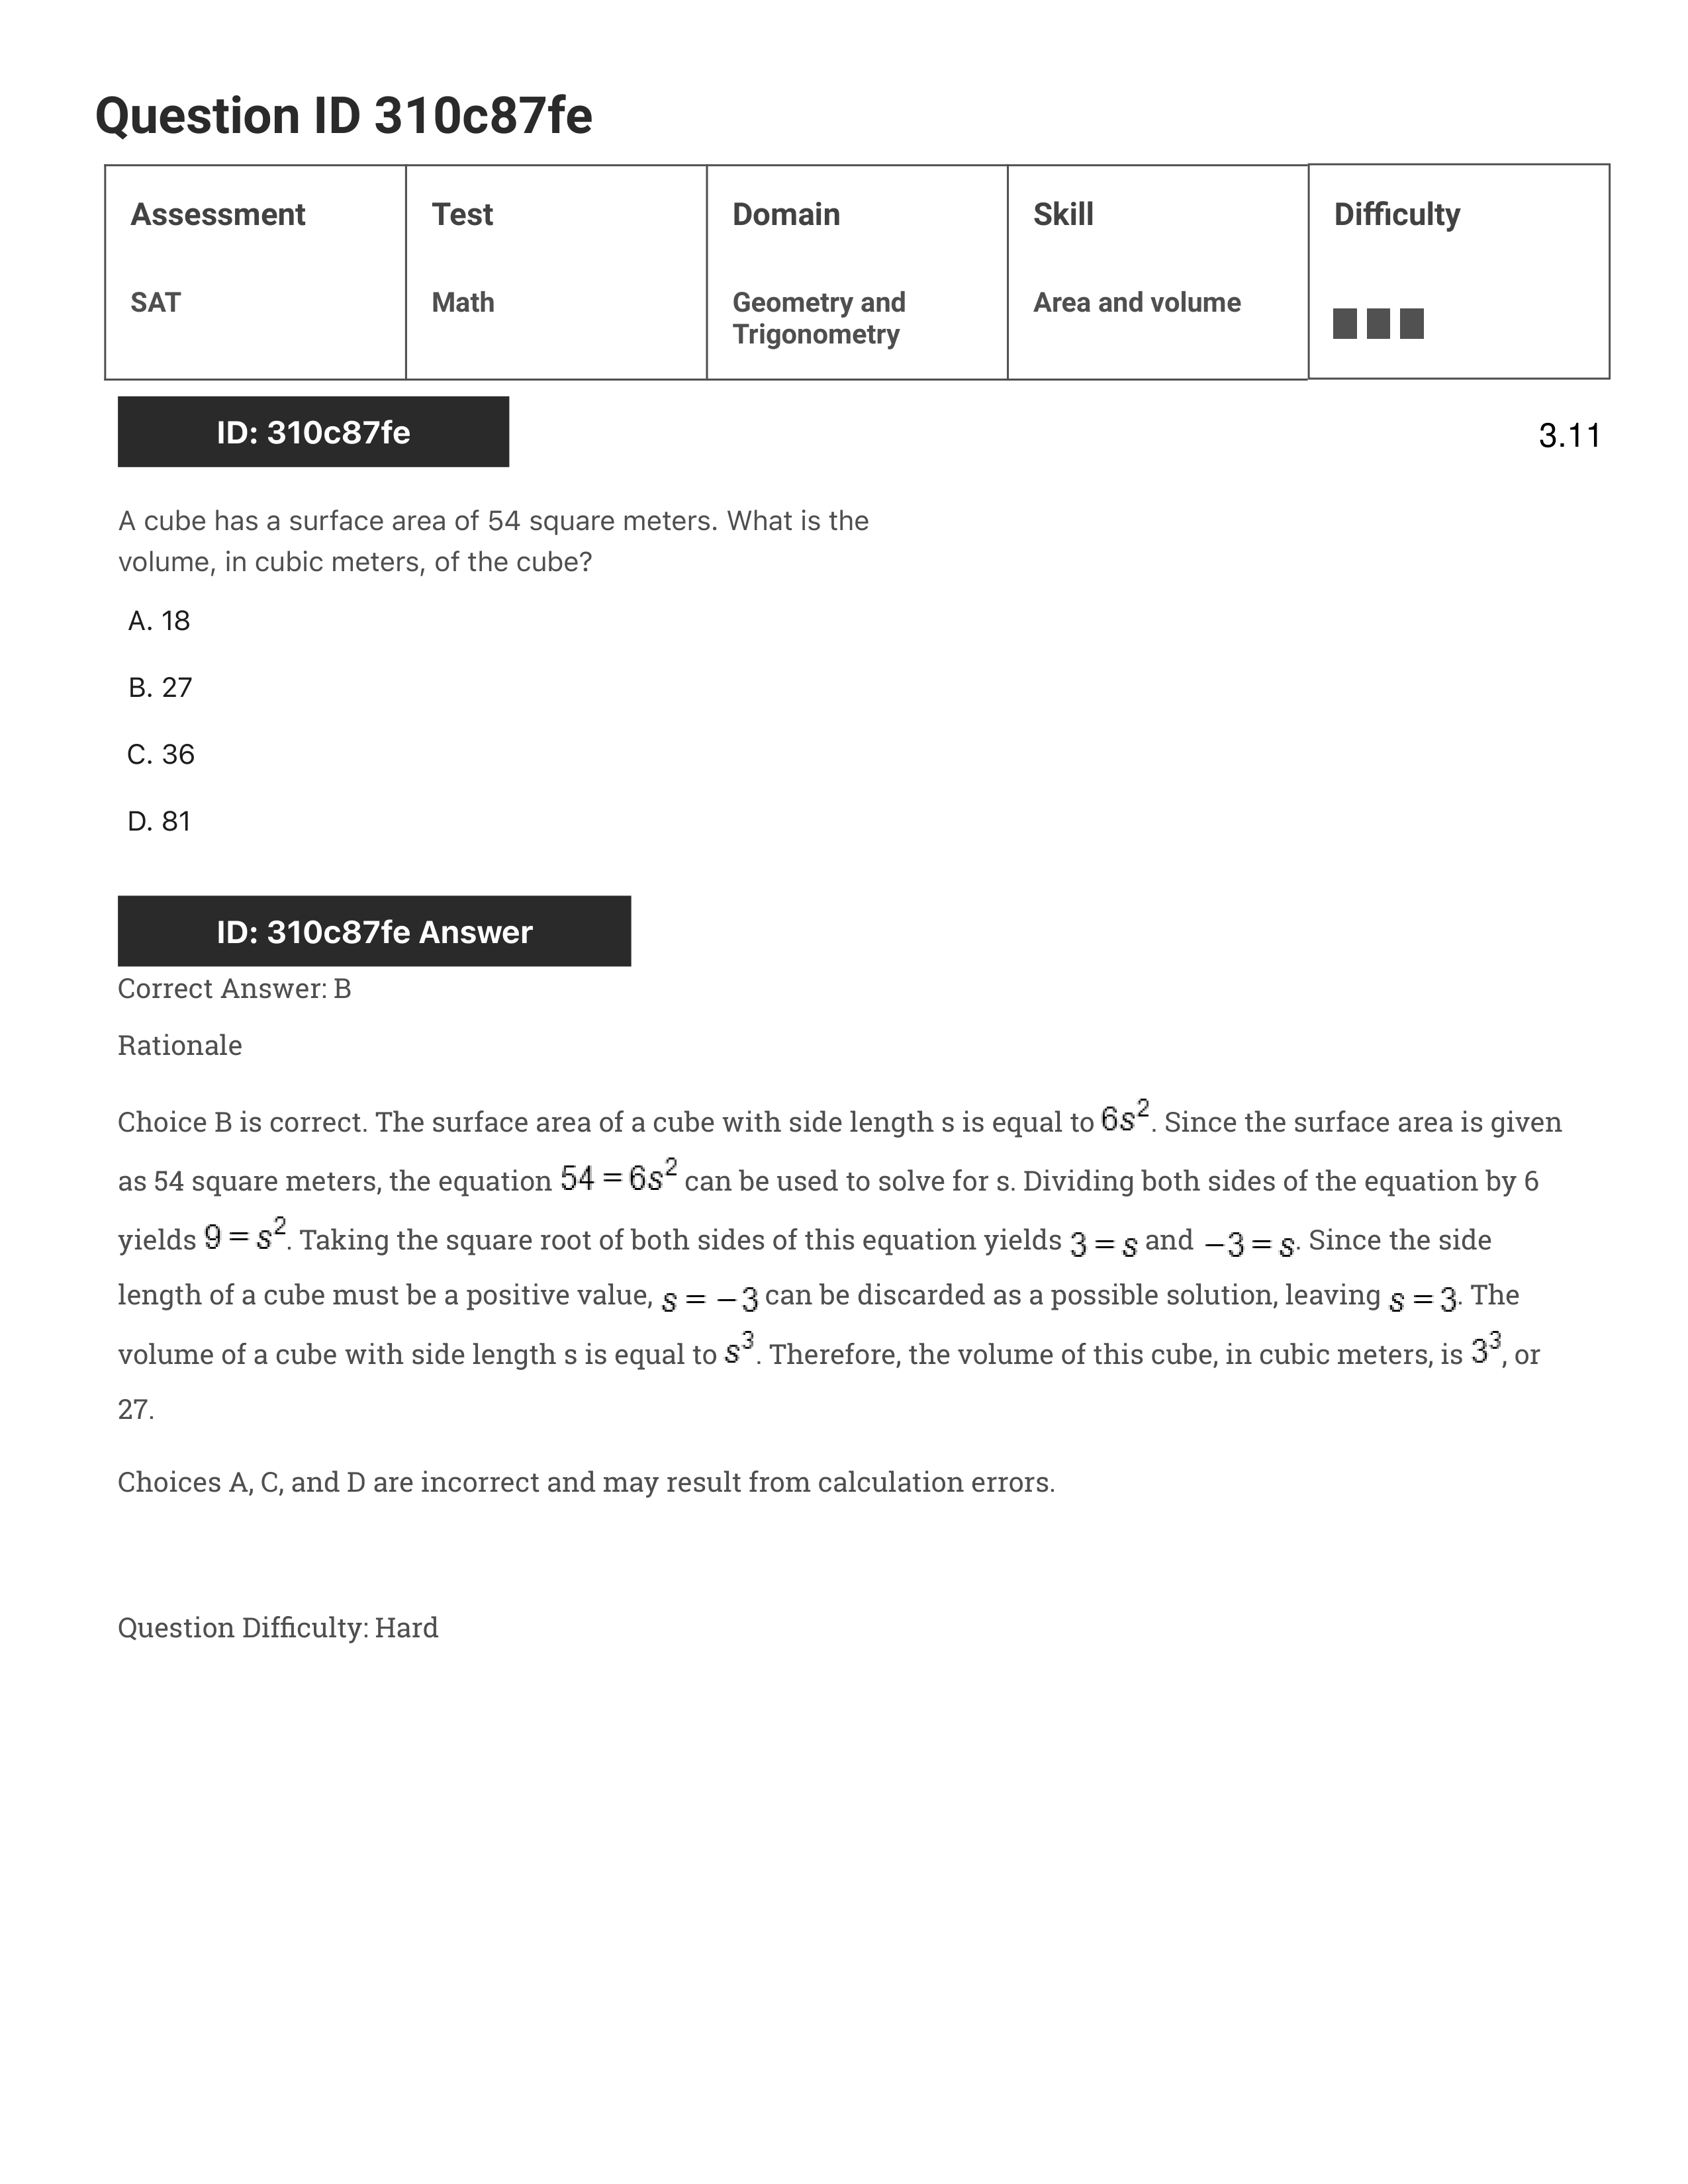 Question ID 310c87fe
Assessment
Test
Domain
Skill
Difficulty
SAT
Math
Geometry and
Trigonometry
Area and volume
ID: 310c87fe
3.11
A cube has a surface area of 54 square meters. What is the
volume, in cubic meters, of the cube?
A. 18
B. 27
C. 36
D. 81
ID: 310c87fe Answer
Correct Answer: B
Rationale
Choice B is correct. The surface area of a cube with side length s is equal to 6s². Since the surface area is given
as 54 square meters, the equation 54 = 6s² can be used to solve for s. Dividing both sides of the equation by 6
yields 9 = s². Taking the square root of both sides of this equation yields 3 = s and −3 = s. Since the side
length of a cube must be a positive value, s = −3 can be discarded as a possible solution, leaving s = 3. The
volume of a cube with side length s is equal to s³. Therefore, the volume of this cube, in cubic meters, is 3³, or
27.
Choices A, C, and D are incorrect and may result from calculation errors.
Question Difficulty: Hard